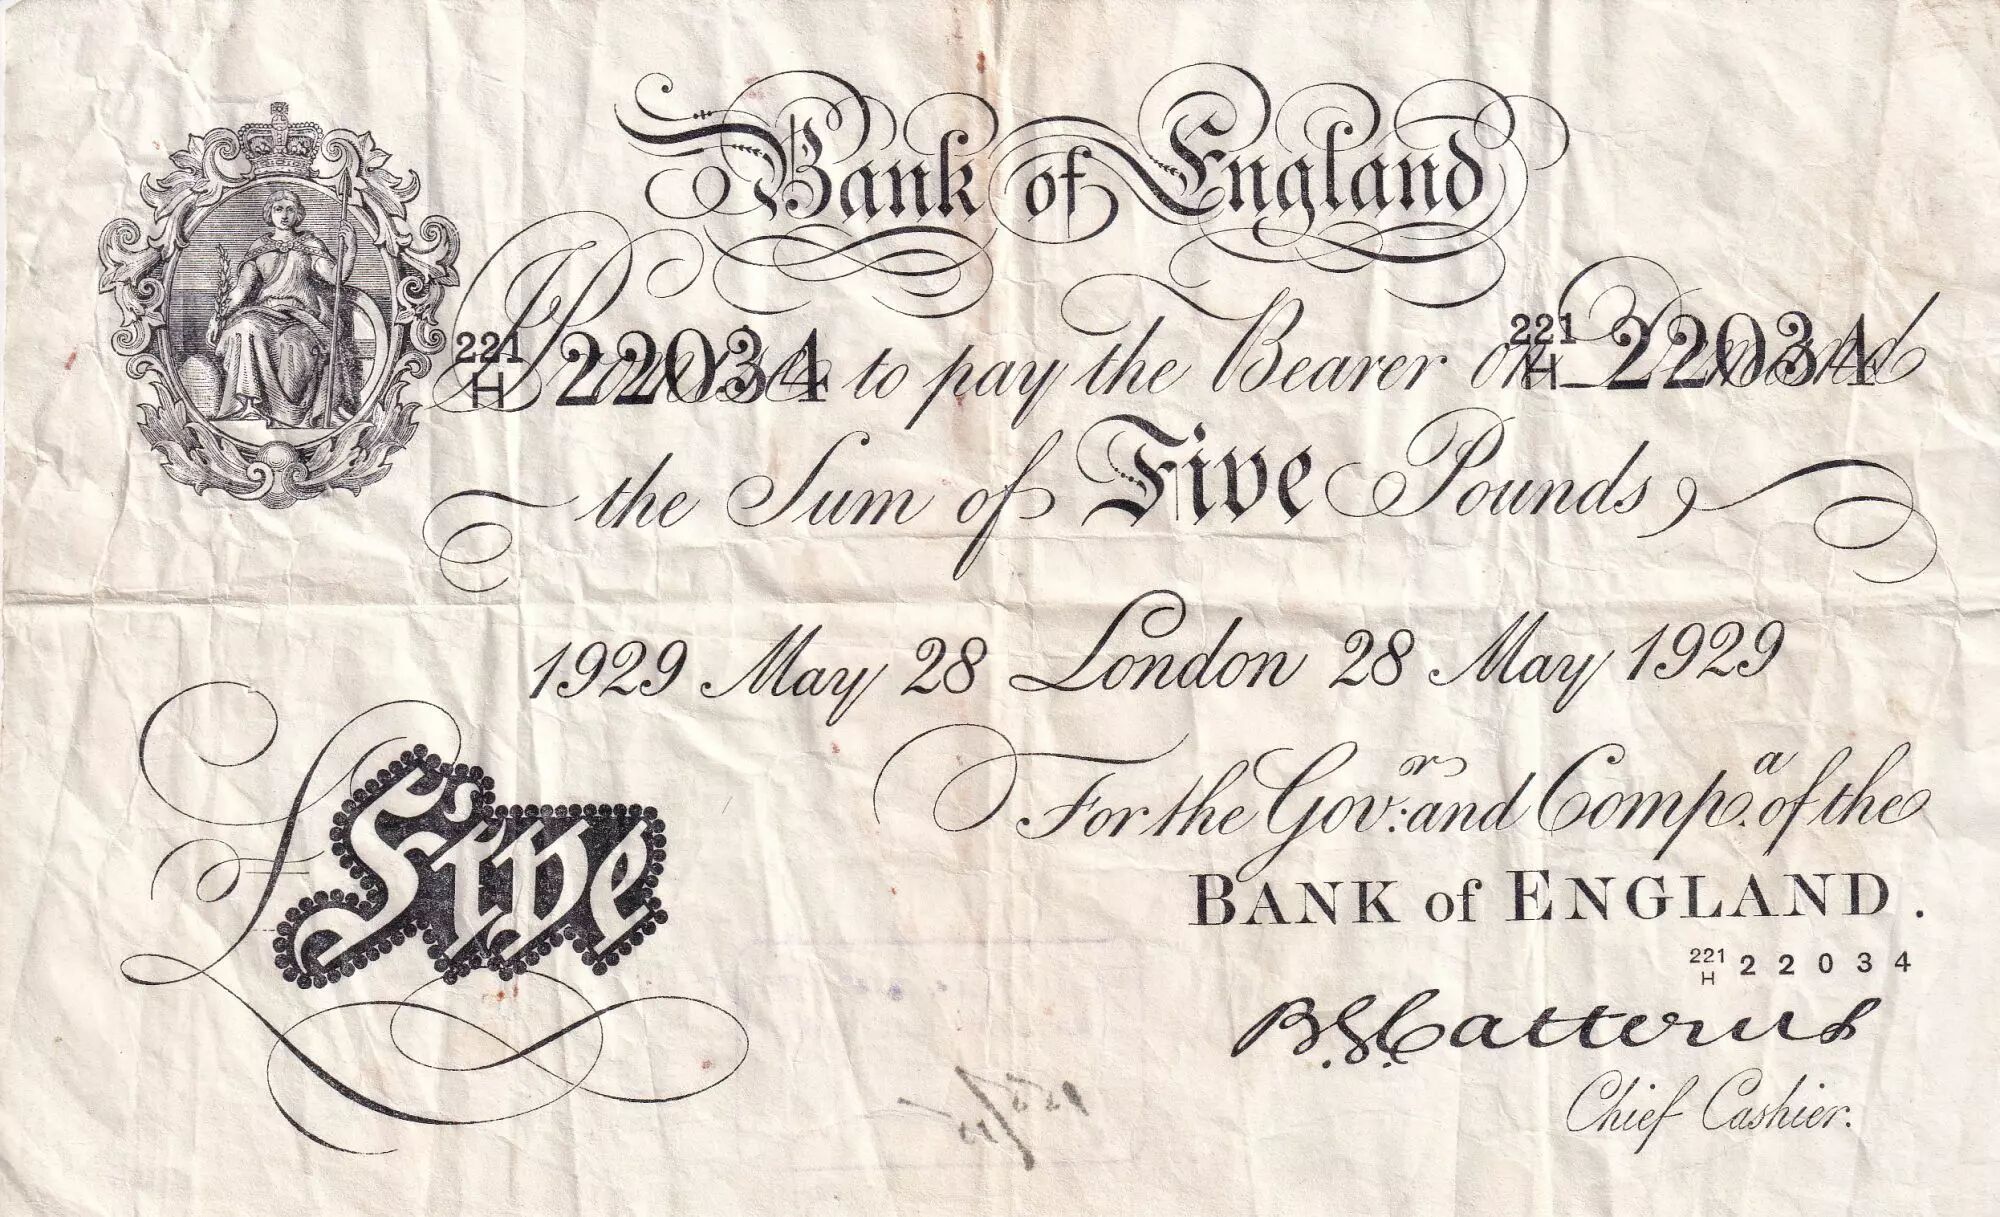 Bank of England
221/H 22034 I Promise to pay the Bearer on Demand 221/H 22034
the Sum of Five Pounds,
1929 May 28 London 28 May 1929
For the Gov.r and Comp.a of the
BANK of ENGLAND.
221/H 22034
£Five
B.G. Catterns
Chief Cashier.